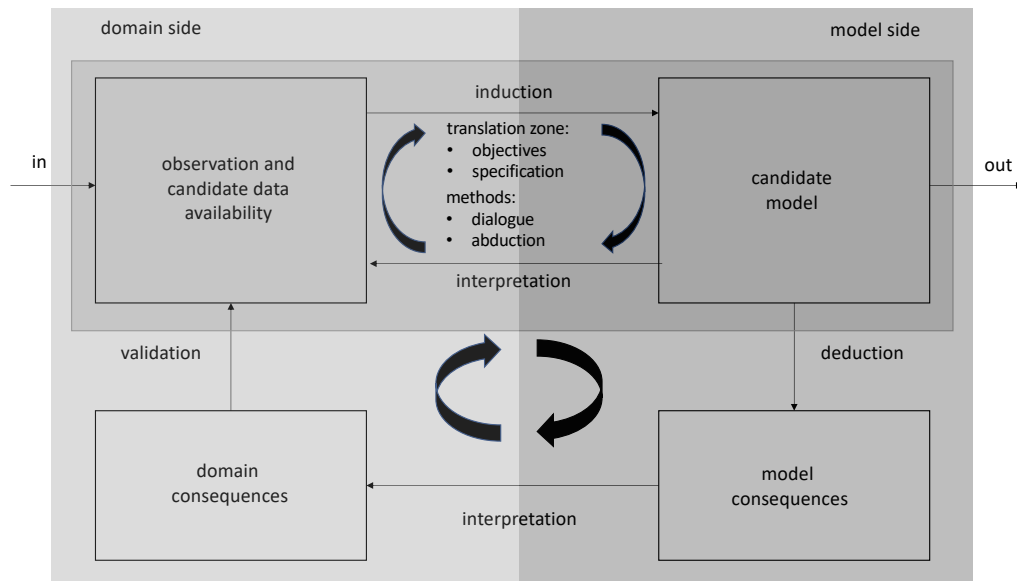 domain side
model side
induction
translation zone:
• objectives
• specification
methods:
• dialogue
• abduction
in
observation and
candidate data
availability
candidate
model
out
interpretation
validation
deduction
domain
consequences
model
consequences
interpretation